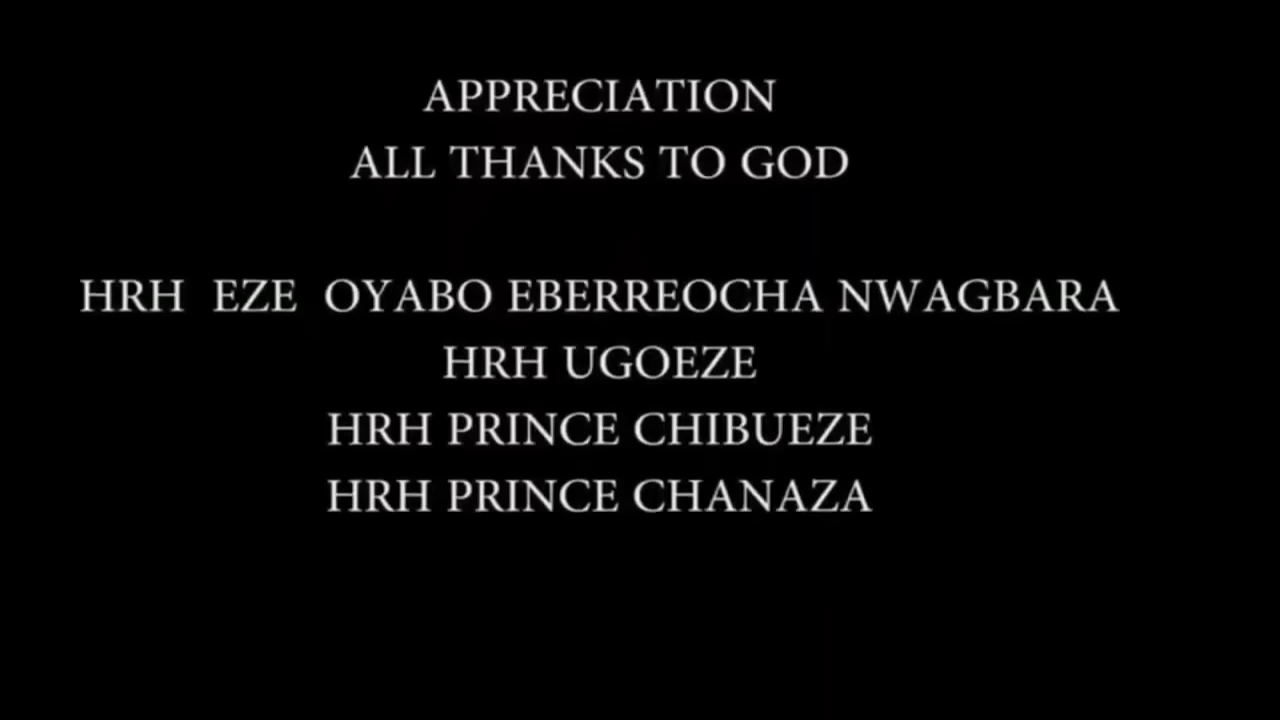 APPRECIATION
ALL THANKS TO GOD
HRH EZE OYABO EBERREOCHA NWAGBARA
HRH UGOEZE
HRH PRINCE CHIBUEZE
HRH PRINCE CHANAZA